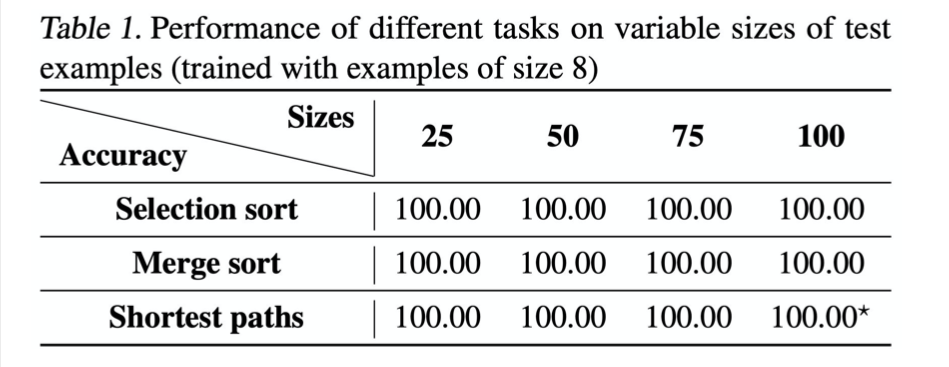 Table 1. Performance of different tasks on variable sizes of test
examples (trained with examples of size 8)
Sizes
Accuracy
25 50 75 100
Selection sort 100.00 100.00 100.00 100.00
Merge sort 100.00 100.00 100.00 100.00
Shortest paths 100.00 100.00 100.00 100.00⋆